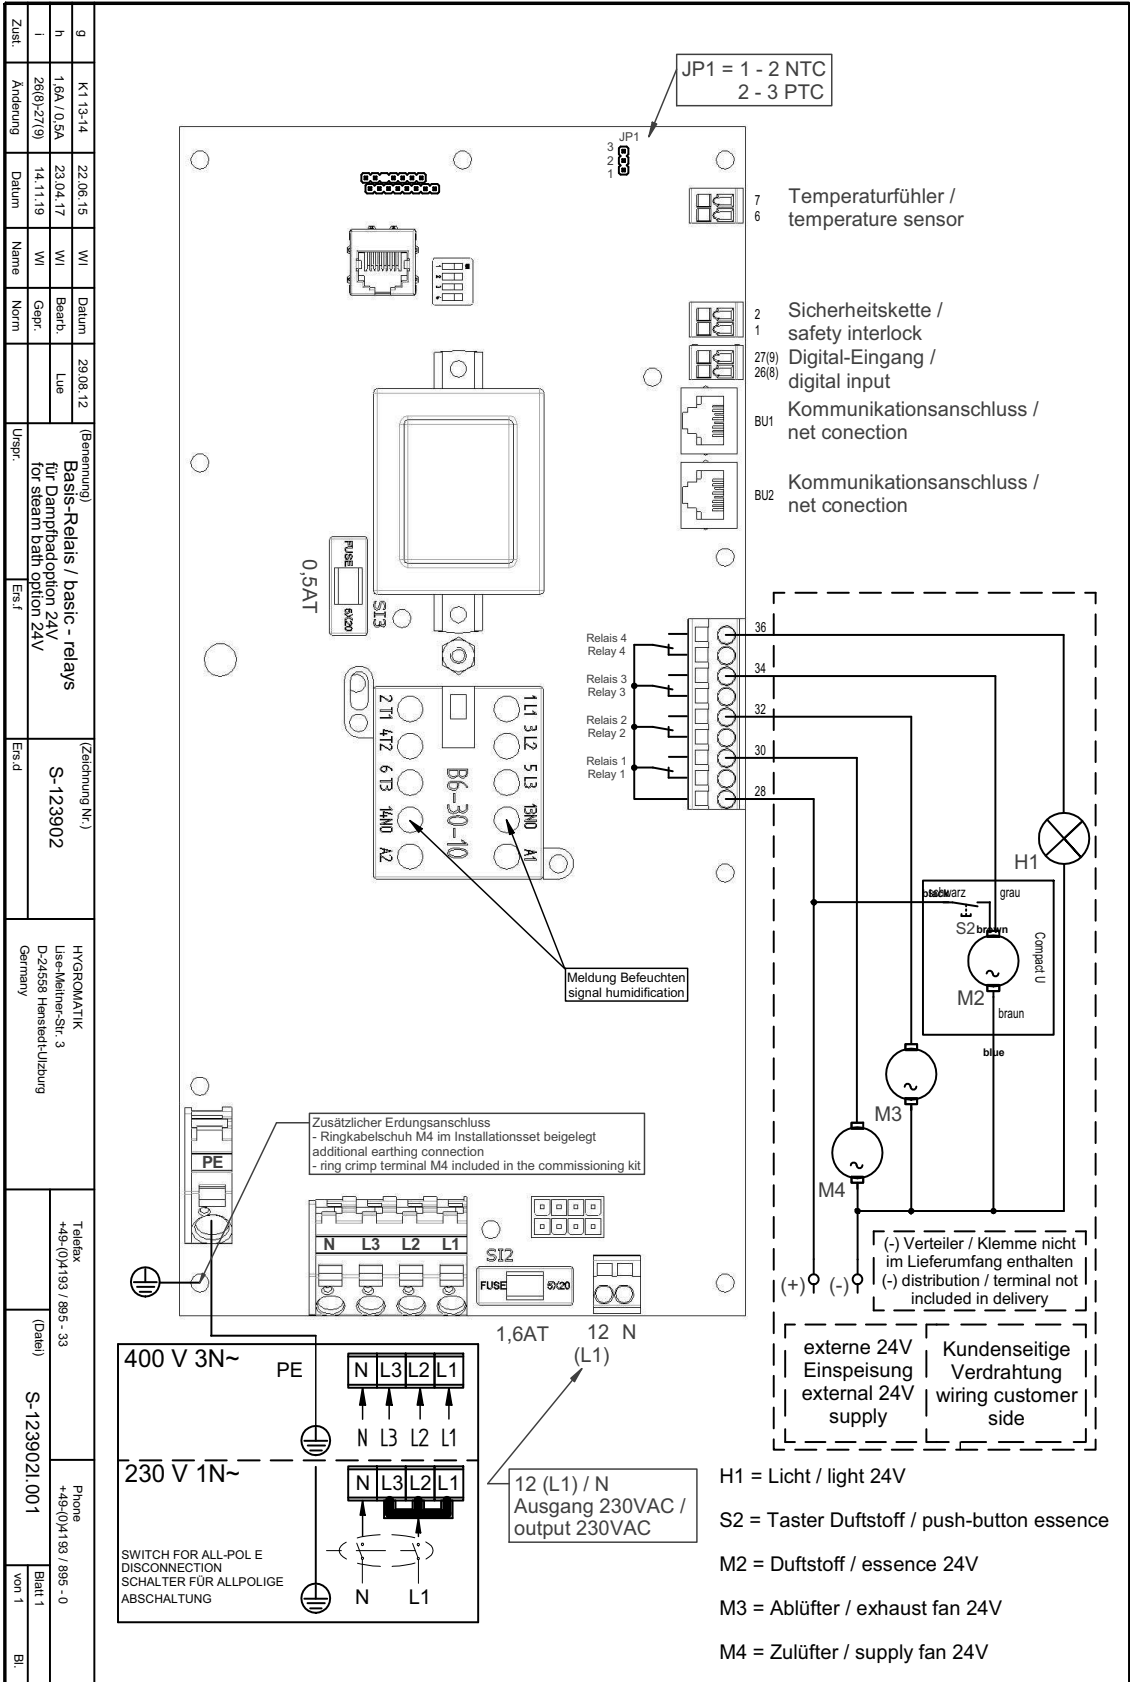 JP1 = 1 - 2 NTC
2 - 3 PTC
JP1
3
2
1
7
6
Temperaturfühler /
temperature sensor
2
1
Sicherheitskette /
safety interlock
27(9)
26(8)
Digital-Eingang /
digital input
BU1
Kommunikationsanschluss /
net conection
BU2
Kommunikationsanschluss /
net conection
FUSE
5X20
SI3
0,5AT
Relais 4
Relay 4
Relais 3
Relay 3
Relais 2
Relay 2
Relais 1
Relay 1
36
34
32
30
28
2 T1
4T2
6 T3
14N0
A2
B6-30-10
1 L1
3 L2
5 L3
13N0
A1
Meldung Befeuchten
signal humidification
H1
schwarz
black
grau
S2
brown
Compact U
M2
braun
blue
M3
M4
(+)
(-)
(-) Verteiler / Klemme nicht
im Lieferumfang enthalten
(-) distribution / terminal not
included in delivery
externe 24V
Einspeisung
external 24V
supply
Kundenseitige
Verdrahtung
wiring customer
side
Zusätzlicher Erdungsanschluss
- Ringkabelschuh M4 im Installationsset beigelegt
additional earthing connection
- ring crimp terminal M4 included in the commissioning kit
PE
N L3 L2 L1
SI2
FUSE
5X20
1,6AT
12 N
(L1)
400 V 3N~
PE
N L3 L2 L1
N L3 L2 L1
230 V 1N~
N L3 L2 L1
SWITCH FOR ALL-POL E
DISCONNECTION
SCHALTER FÜR ALLPOLIGE
ABSCHALTUNG
N L1
12 (L1) / N
Ausgang 230VAC /
output 230VAC
H1 = Licht / light 24V
S2 = Taster Duftstoff / push-button essence
M2 = Duftstoff / essence 24V
M3 = Ablüfter / exhaust fan 24V
M4 = Zulüfter / supply fan 24V
g K1 13-14 22.06.15 WI Datum 29.08.12
h 1,6A / 0,5A 23.04.17 WI Bearb. Lue
i 26(8)-27(9) 14.11.19 WI Gepr.
Zust. Änderung Datum Name Norm
(Benennung)
Basis-Relais / basic - relays
für Dampfbadoption 24V
for steam bath option 24V
Urspr. Ers.f Ers.d
(Zeichnung Nr.)
S-123902
HYGROMATIK
Lise-Meitner-Str. 3
D-24558 Henstedt-Ulzburg
Germany
Telefax
+49-(0)4193 / 895 - 33
Phone
+49-(0)4193 / 895 - 0
(Datei)
S-123902I.001
Blatt 1
von 1 Bl.